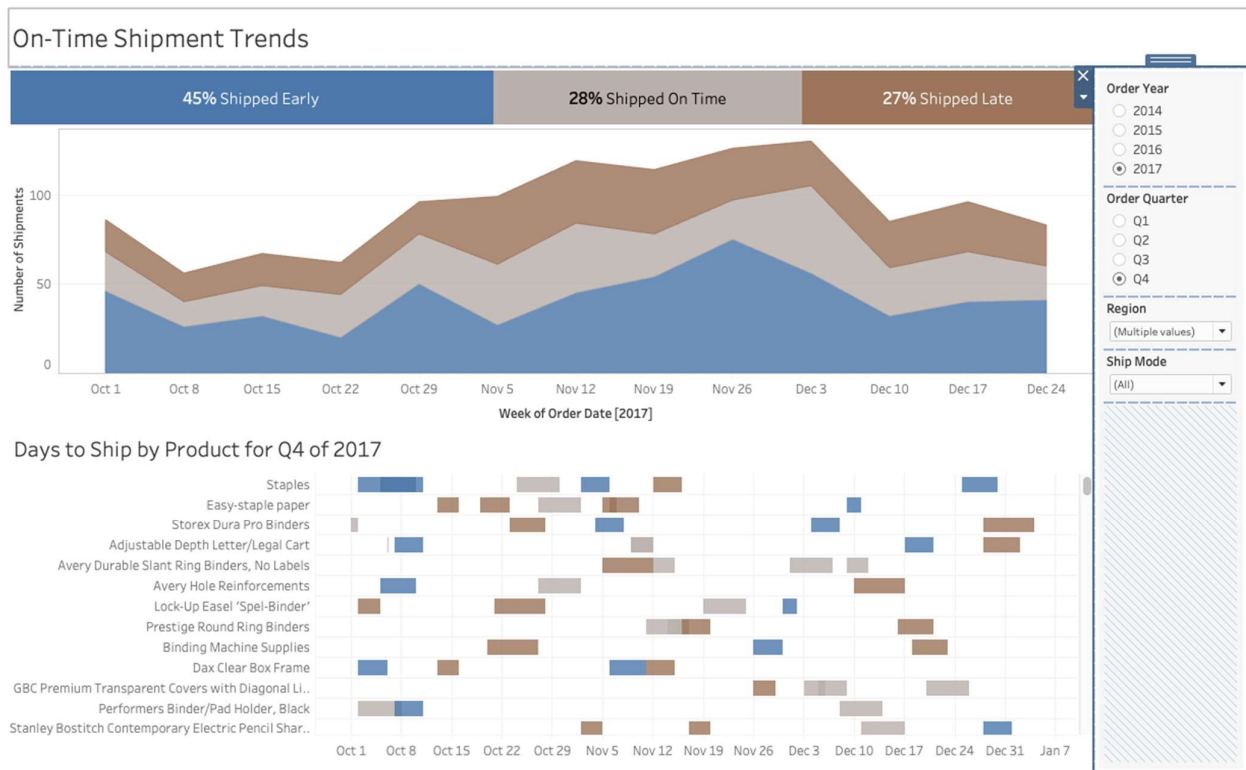 On-Time Shipment Trends
45% Shipped Early
28% Shipped On Time
27% Shipped Late
Number of Shipments
100
50
0
Oct 1 Oct 8 Oct 15 Oct 22 Oct 29 Nov 5 Nov 12 Nov 19 Nov 26 Dec 3 Dec 10 Dec 17 Dec 24
Week of Order Date [2017]
Order Year
2014
2015
2016
2017
Order Quarter
Q1
Q2
Q3
Q4
Region
(Multiple values)
Ship Mode
(All)
Days to Ship by Product for Q4 of 2017
Staples
Easy-staple paper
Storex Dura Pro Binders
Adjustable Depth Letter/Legal Cart
Avery Durable Slant Ring Binders, No Labels
Avery Hole Reinforcements
Lock-Up Easel 'Spel-Binder'
Prestige Round Ring Binders
Binding Machine Supplies
Dax Clear Box Frame
GBC Premium Transparent Covers with Diagonal Li..
Performers Binder/Pad Holder, Black
Stanley Bostitch Contemporary Electric Pencil Shar..
Oct 1 Oct 8 Oct 15 Oct 22 Oct 29 Nov 5 Nov 12 Nov 19 Nov 26 Dec 3 Dec 10 Dec 17 Dec 24 Dec 31 Jan 7